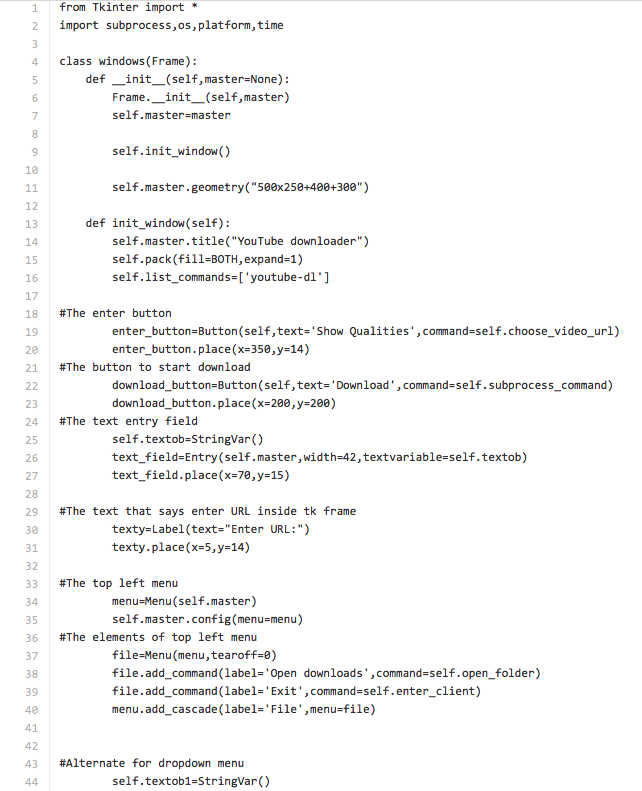 1 from Tkinter import *
2 import subprocess,os,platform,time
3
4 class windows(Frame):
5     def __init__(self,master=None):
6         Frame.__init__(self,master)
7         self.master=master
8
9         self.init_window()
10
11         self.master.geometry("500x250+400+300")
12
13     def init_window(self):
14         self.master.title("YouTube downloader")
15         self.pack(fill=BOTH,expand=1)
16         self.list_commands=['youtube-dl']
17
18 #The enter button
19         enter_button=Button(self,text='Show Qualities',command=self.choose_video_url)
20         enter_button.place(x=350,y=14)
21 #The button to start download
22         download_button=Button(self,text='Download',command=self.subprocess_command)
23         download_button.place(x=200,y=200)
24 #The text entry field
25         self.textob=StringVar()
26         text_field=Entry(self.master,width=42,textvariable=self.textob)
27         text_field.place(x=70,y=15)
28
29 #The text that says enter URL inside tk frame
30         texty=Label(text="Enter URL:")
31         texty.place(x=5,y=14)
32
33 #The top left menu
34         menu=Menu(self.master)
35         self.master.config(menu=menu)
36 #The elements of top left menu
37         file=Menu(menu,tearoff=0)
38         file.add_command(label='Open downloads',command=self.open_folder)
39         file.add_command(label='Exit',command=self.enter_client)
40         menu.add_cascade(label='File',menu=file)
41
42
43 #Alternate for dropdown menu
44         self.textob1=StringVar()